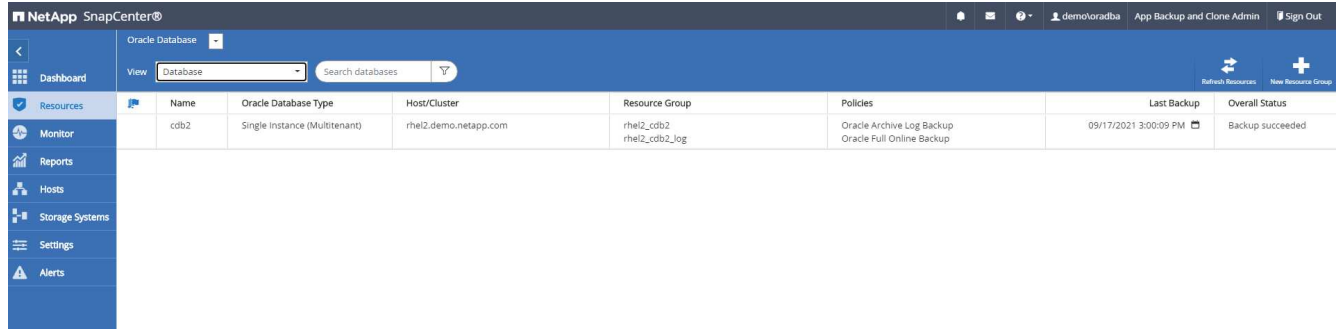 NetApp SnapCenter®
demo\oradba App Backup and Clone Admin Sign Out
Oracle Database
View Database Search databases
Refresh Resources New Resource Group
Dashboard
Resources
Monitor
Reports
Hosts
Storage Systems
Settings
Alerts
Name Oracle Database Type Host/Cluster Resource Group Policies Last Backup Overall Status
cdb2 Single Instance (Multitenant) rhel2.demo.netapp.com rhel2_cdb2 Oracle Archive Log Backup 09/17/2021 3:00:09 PM Backup succeeded
rhel2_cdb2_log Oracle Full Online Backup